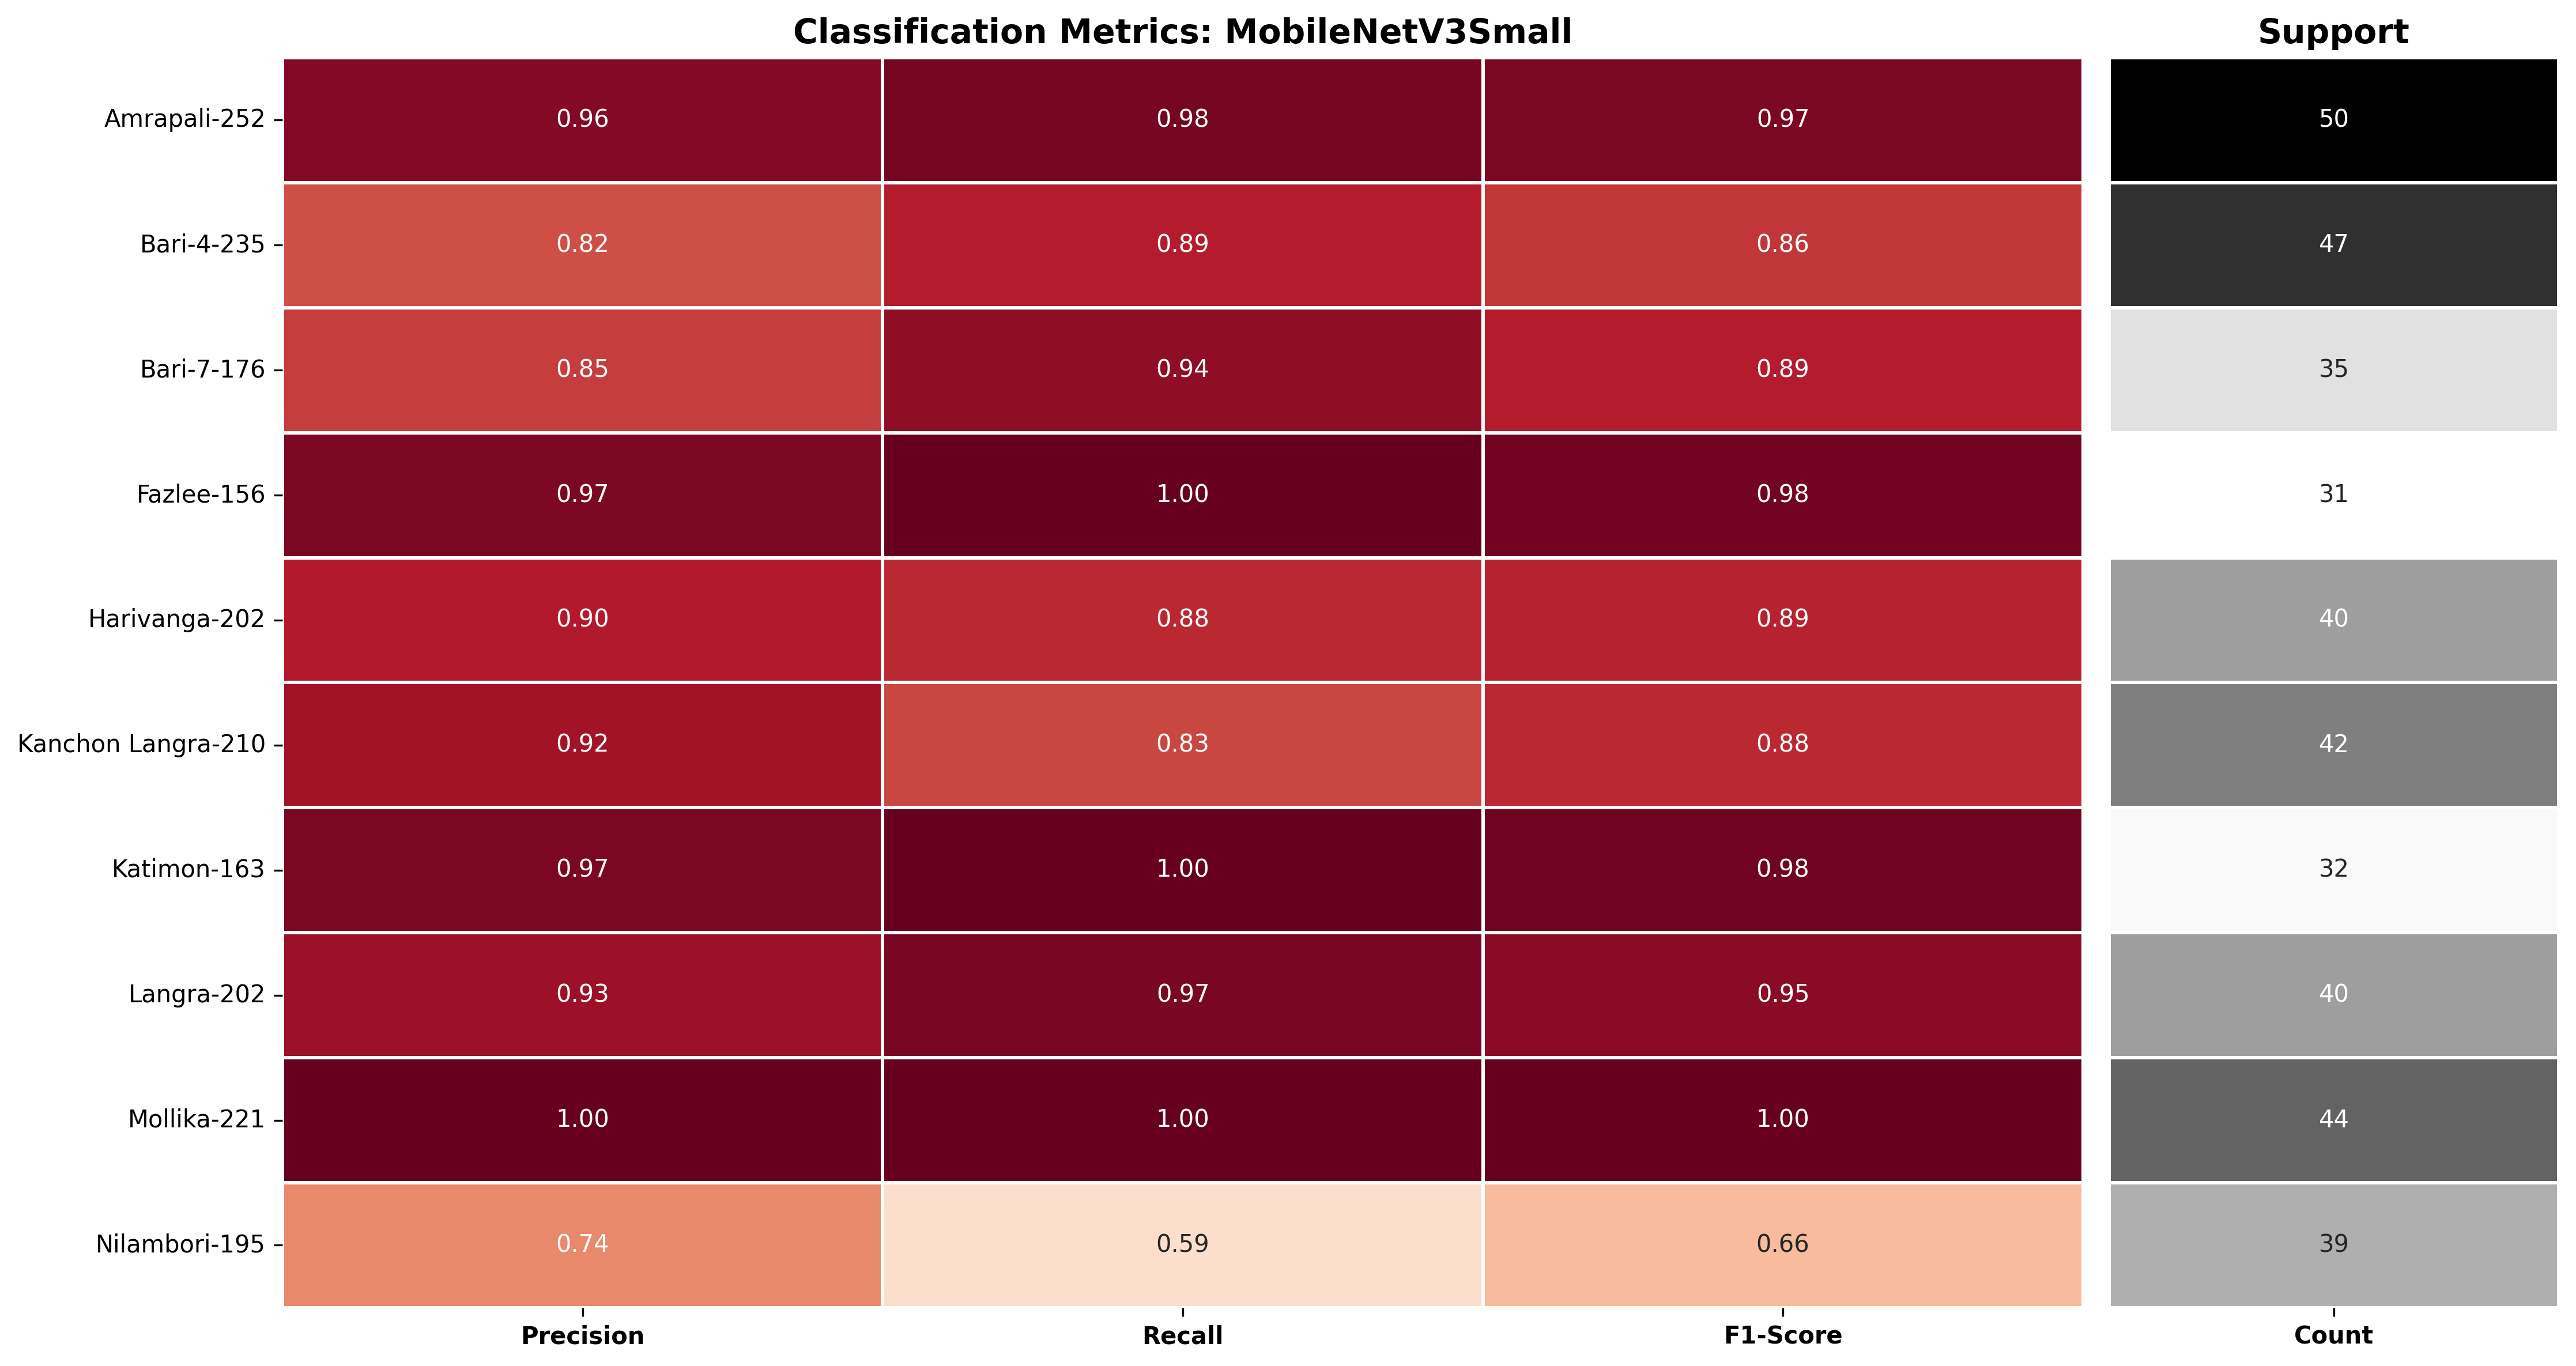 Classification Metrics: MobileNetV3Small Support
Amrapali-252 0.96 0.98 0.97 50
Bari-4-235 0.82 0.89 0.86 47
Bari-7-176 0.85 0.94 0.89 35
Fazlee-156 0.97 1.00 0.98 31
Harivanga-202 0.90 0.88 0.89 40
Kanchon Langra-210 0.92 0.83 0.88 42
Katimon-163 0.97 1.00 0.98 32
Langra-202 0.93 0.97 0.95 40
Mollika-221 1.00 1.00 1.00 44
Nilambori-195 0.74 0.59 0.66 39
Precision Recall F1-Score Count